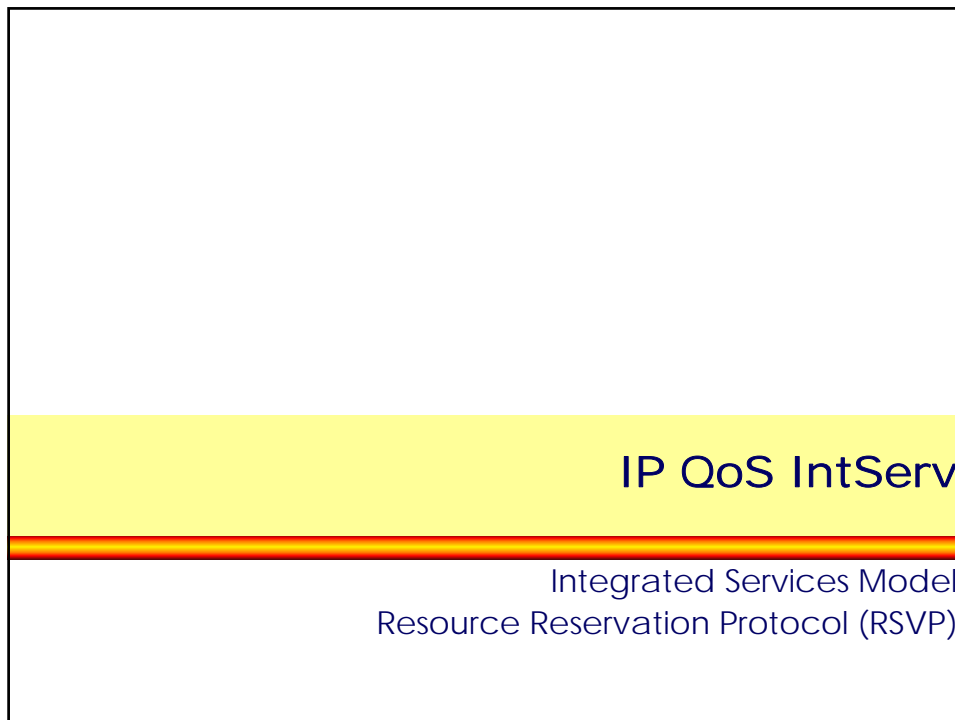 IP QoS IntServ
Integrated Services Model
Resource Reservation Protocol (RSVP)